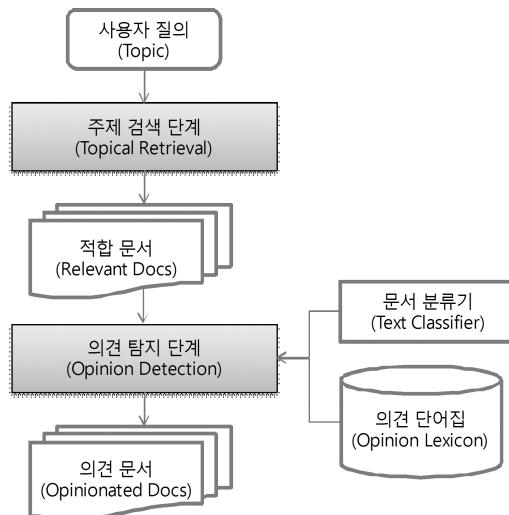 사용자 질의
(Topic)
주제 검색 단계
(Topical Retrieval)
적합 문서
(Relevant Docs)
의견 탐지 단계
(Opinion Detection)
문서 분류기
(Text Classifier)
의견 단어집
(Opinion Lexicon)
의견 문서
(Opinionated Docs)